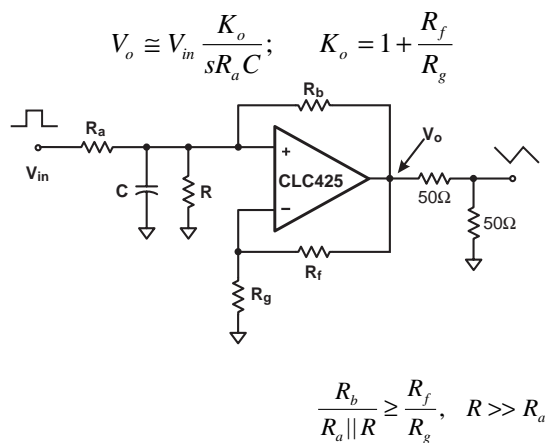 V_o ≅ V_in K_o / (sR_aC);  K_o = 1 + R_f / R_g
R_b
R_a
V_o
+
V_in
C
R
CLC425
50Ω
−
50Ω
R_f
R_g
R_b / (R_a||R) ≥ R_f / R_g,  R >> R_a